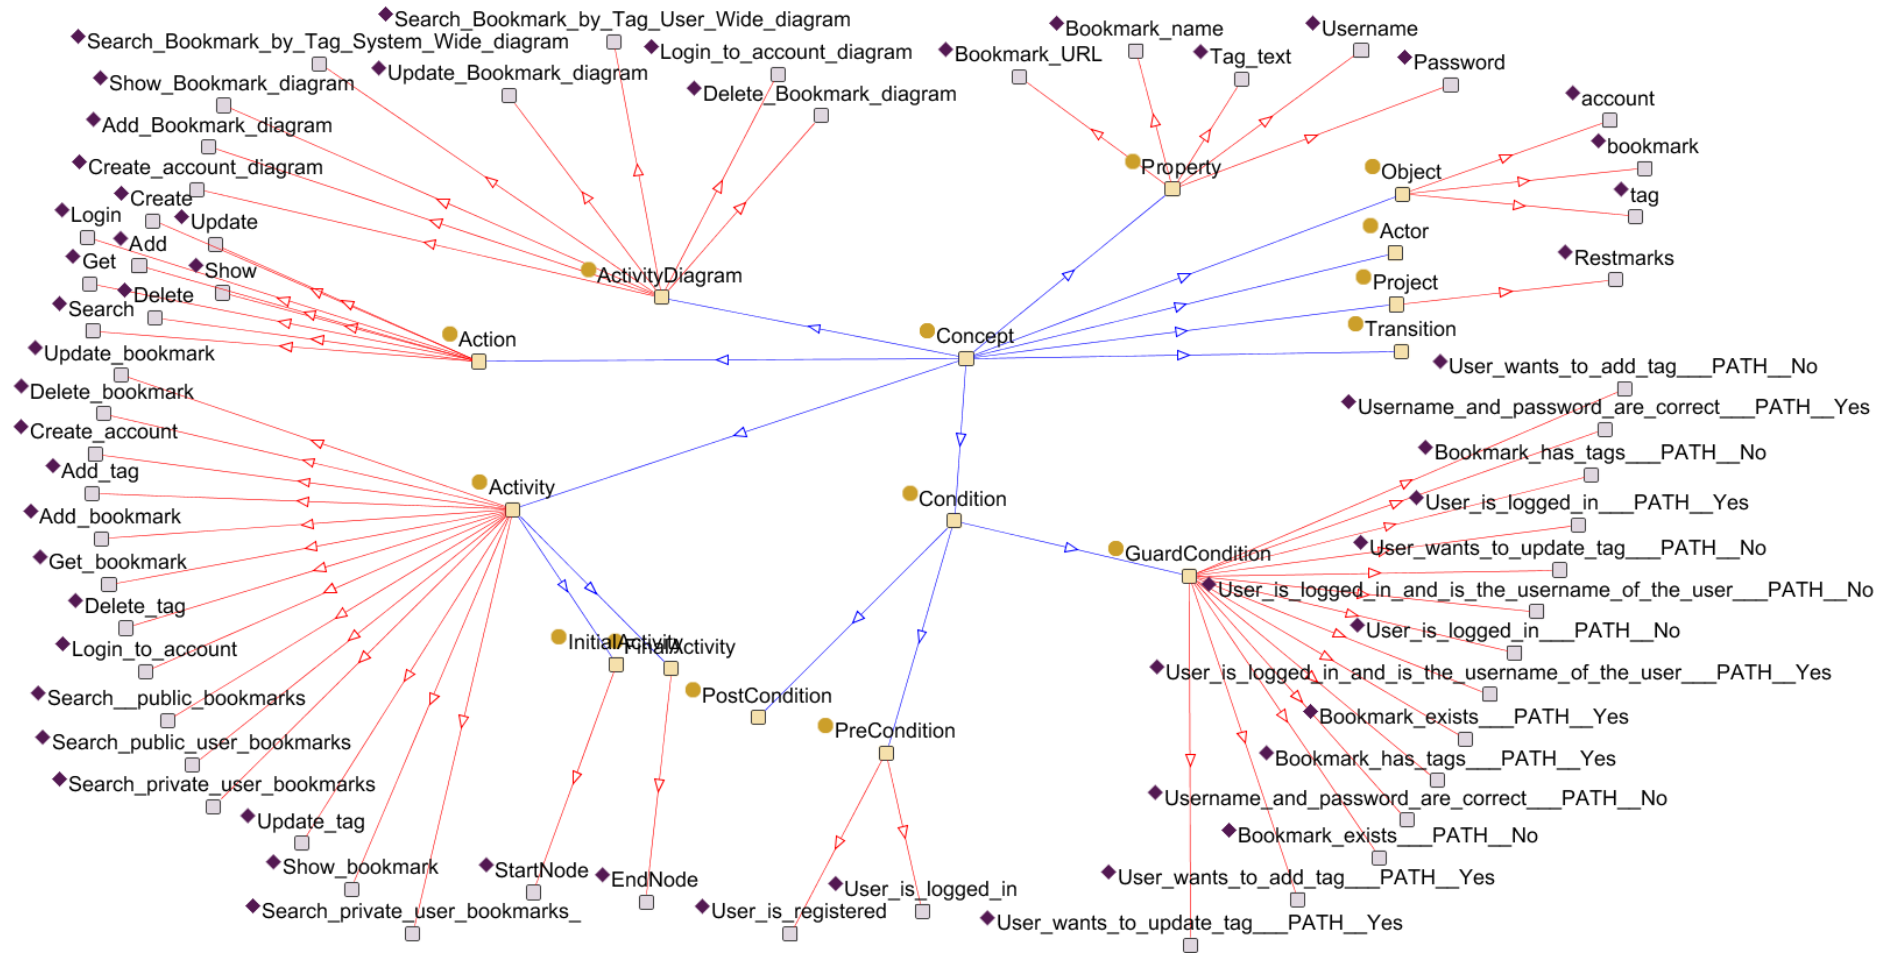 Search_Bookmark_by_Tag_User_Wide_diagram
Search_Bookmark_by_Tag_System_Wide_diagram
Login_to_account_diagram
Update_Bookmark_diagram
Show_Bookmark_diagram
Delete_Bookmark_diagram
Add_Bookmark_diagram
Create_account_diagram
Bookmark_name
Username
Bookmark_URL
Tag_text
Password
account
bookmark
tag
Property
Object
Actor
Project
Restmarks
Transition
Create
Login
Update
Add
Get
Show
Delete
Search
ActivityDiagram
Action
Concept
Update_bookmark
Delete_bookmark
Create_account
Add_tag
Add_bookmark
Get_bookmark
Delete_tag
Login_to_account
Search__public_bookmarks
Search_public_user_bookmarks
Search_private_user_bookmarks
Update_tag
Show_bookmark
Search_private_user_bookmarks_
Activity
InitialActivity
FinalActivity
StartNode
EndNode
Condition
GuardCondition
PostCondition
PreCondition
User_is_registered
User_is_logged_in
User_wants_to_add_tag___PATH__No
Username_and_password_are_correct___PATH__Yes
Bookmark_has_tags___PATH__No
User_is_logged_in___PATH__Yes
User_wants_to_update_tag___PATH__No
User_is_logged_in_and_is_the_username_of_the_user___PATH__No
User_is_logged_in___PATH__No
User_is_logged_in_and_is_the_username_of_the_user___PATH__Yes
Bookmark_exists___PATH__Yes
Bookmark_has_tags___PATH__Yes
Username_and_password_are_correct___PATH__No
Bookmark_exists___PATH__No
User_wants_to_add_tag___PATH__Yes
User_wants_to_update_tag___PATH__Yes